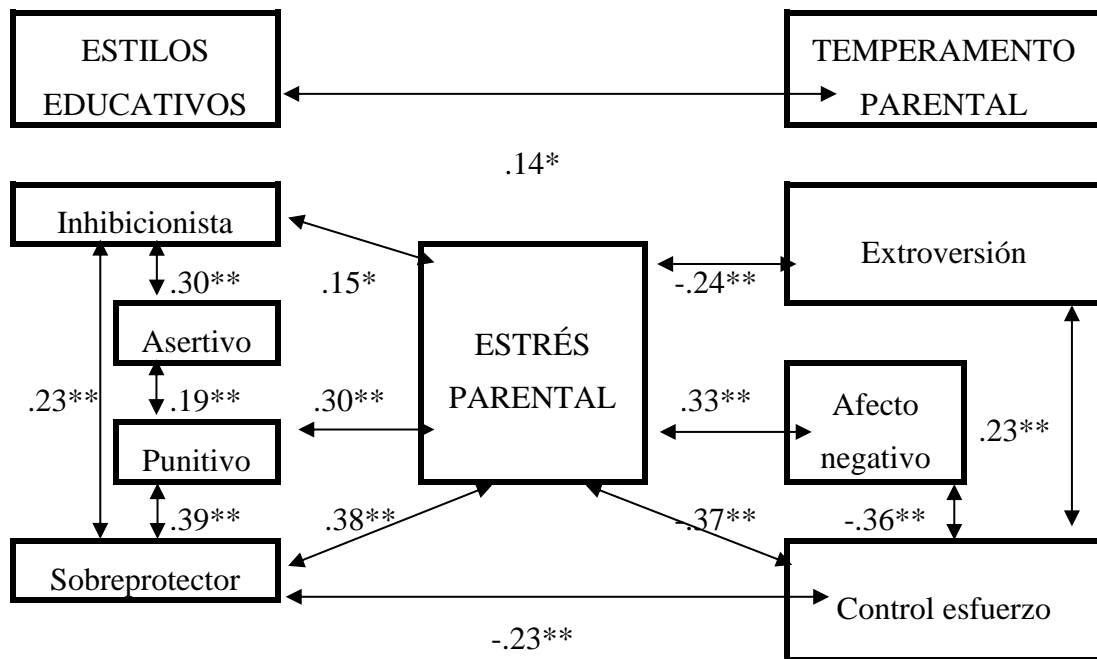 ESTILOS
EDUCATIVOS
TEMPERAMENTO
PARENTAL
.14*
Inhibicionista
Extroversión
.30**
.15*
-.24**
Asertivo
ESTRÉS
PARENTAL
.23**
.19**
.30**
.33**
Afecto
negativo
.23**
Punitivo
.39**
.38**
-.37**
-.36**
Sobreprotector
Control esfuerzo
-.23**